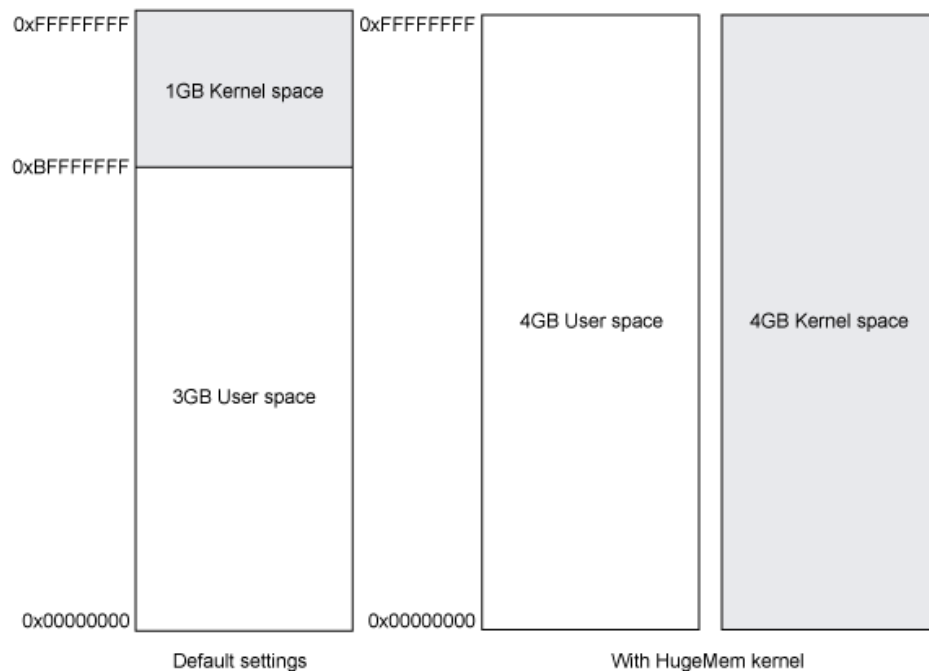 0xFFFFFFFF
1GB Kernel space
0xBFFFFFFF
3GB User space
0x00000000
Default settings
0xFFFFFFFF
4GB User space
4GB Kernel space
0x00000000
With HugeMem kernel